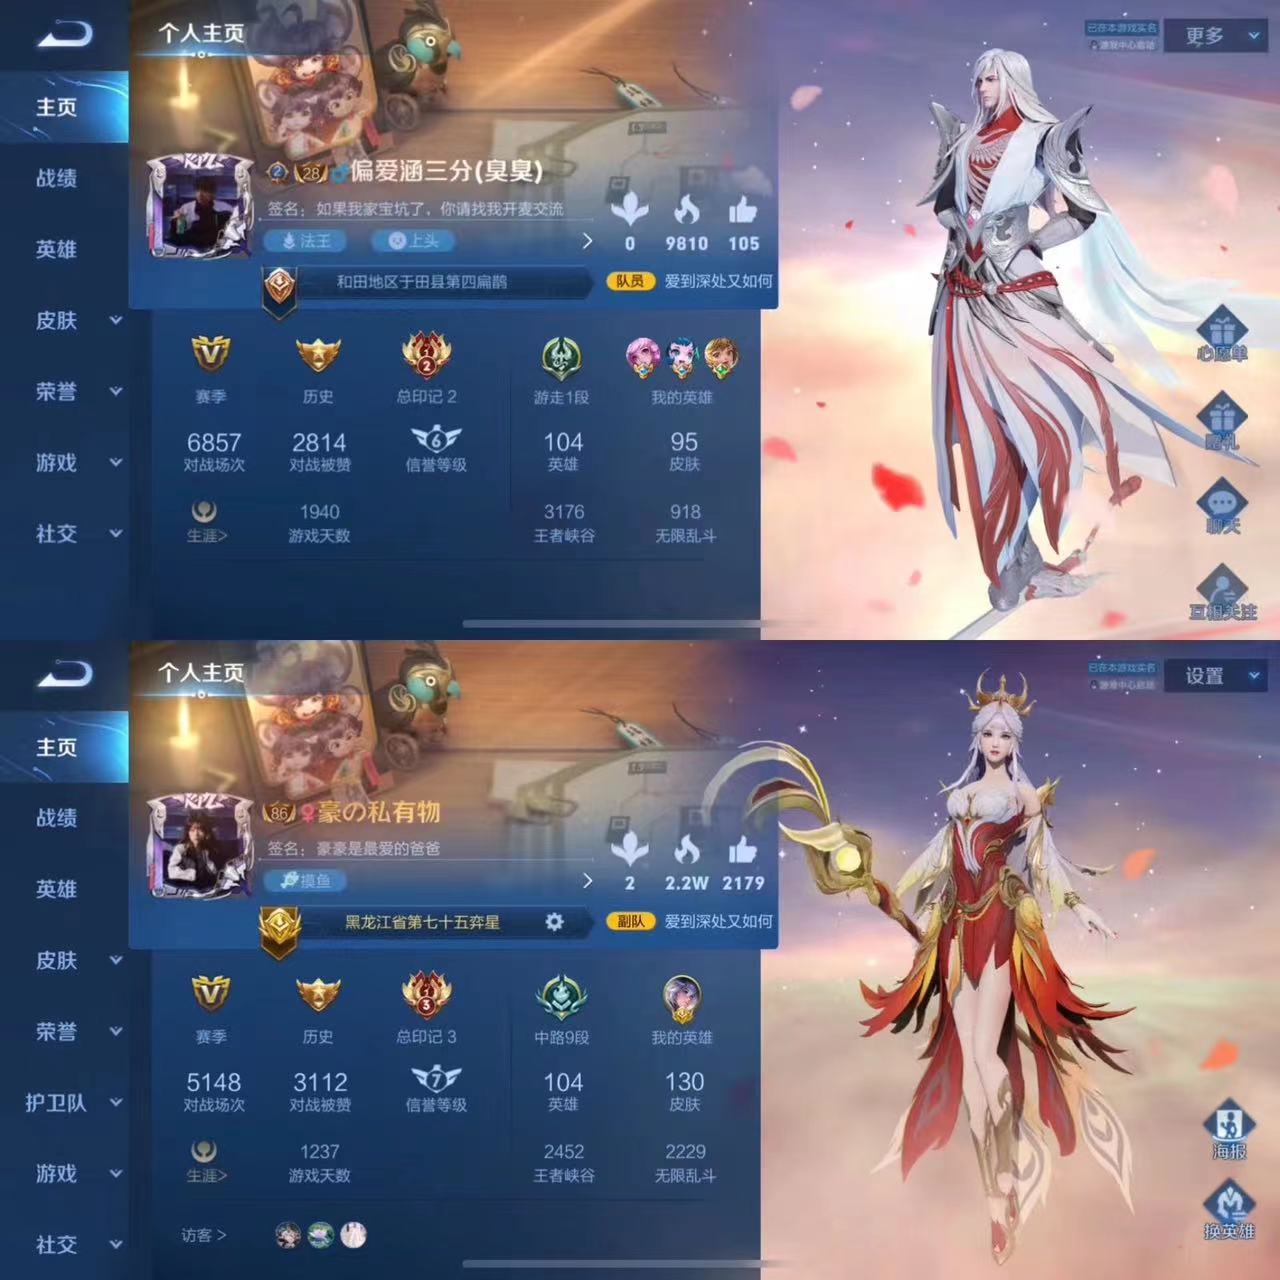 个人主页
已在本游戏实名
更多
主页
战绩
英雄
皮肤
荣誉
游戏
社交
2
28
偏爱涵三分(臭臭)
签名：如果我家宝坑了，你请找我开麦交流
法王
上头
0
9810
105
和田地区于田县第四扁鹊
队员
爱到深处又如何
赛季
历史
2
总印记 2
游走1段
我的英雄
6857
对战场次
2814
对战被赞
6
信誉等级
104
英雄
95
皮肤
生涯>
1940
游戏天数
3176
王者峡谷
918
无限乱斗
心愿单
赠礼
聊天
互相关注
个人主页
已在本游戏实名
设置
主页
战绩
英雄
皮肤
荣誉
护卫队
游戏
社交
86
豪の私有物
签名：豪豪是最爱的爸爸
摸鱼
2
2.2W
2179
黑龙江省第七十五弈星
副队
爱到深处又如何
赛季
历史
3
总印记 3
中路9段
我的英雄
5148
对战场次
3112
对战被赞
7
信誉等级
104
英雄
130
皮肤
生涯>
1237
游戏天数
2452
王者峡谷
2229
无限乱斗
访客 >
海报
换英雄